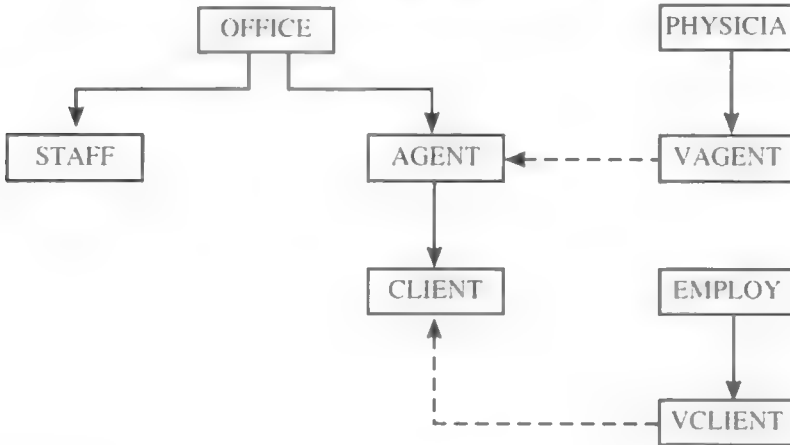 OFFICE
PHYSICIA
STAFF
AGENT
VAGENT
CLIENT
EMPLOY
VCLIENT